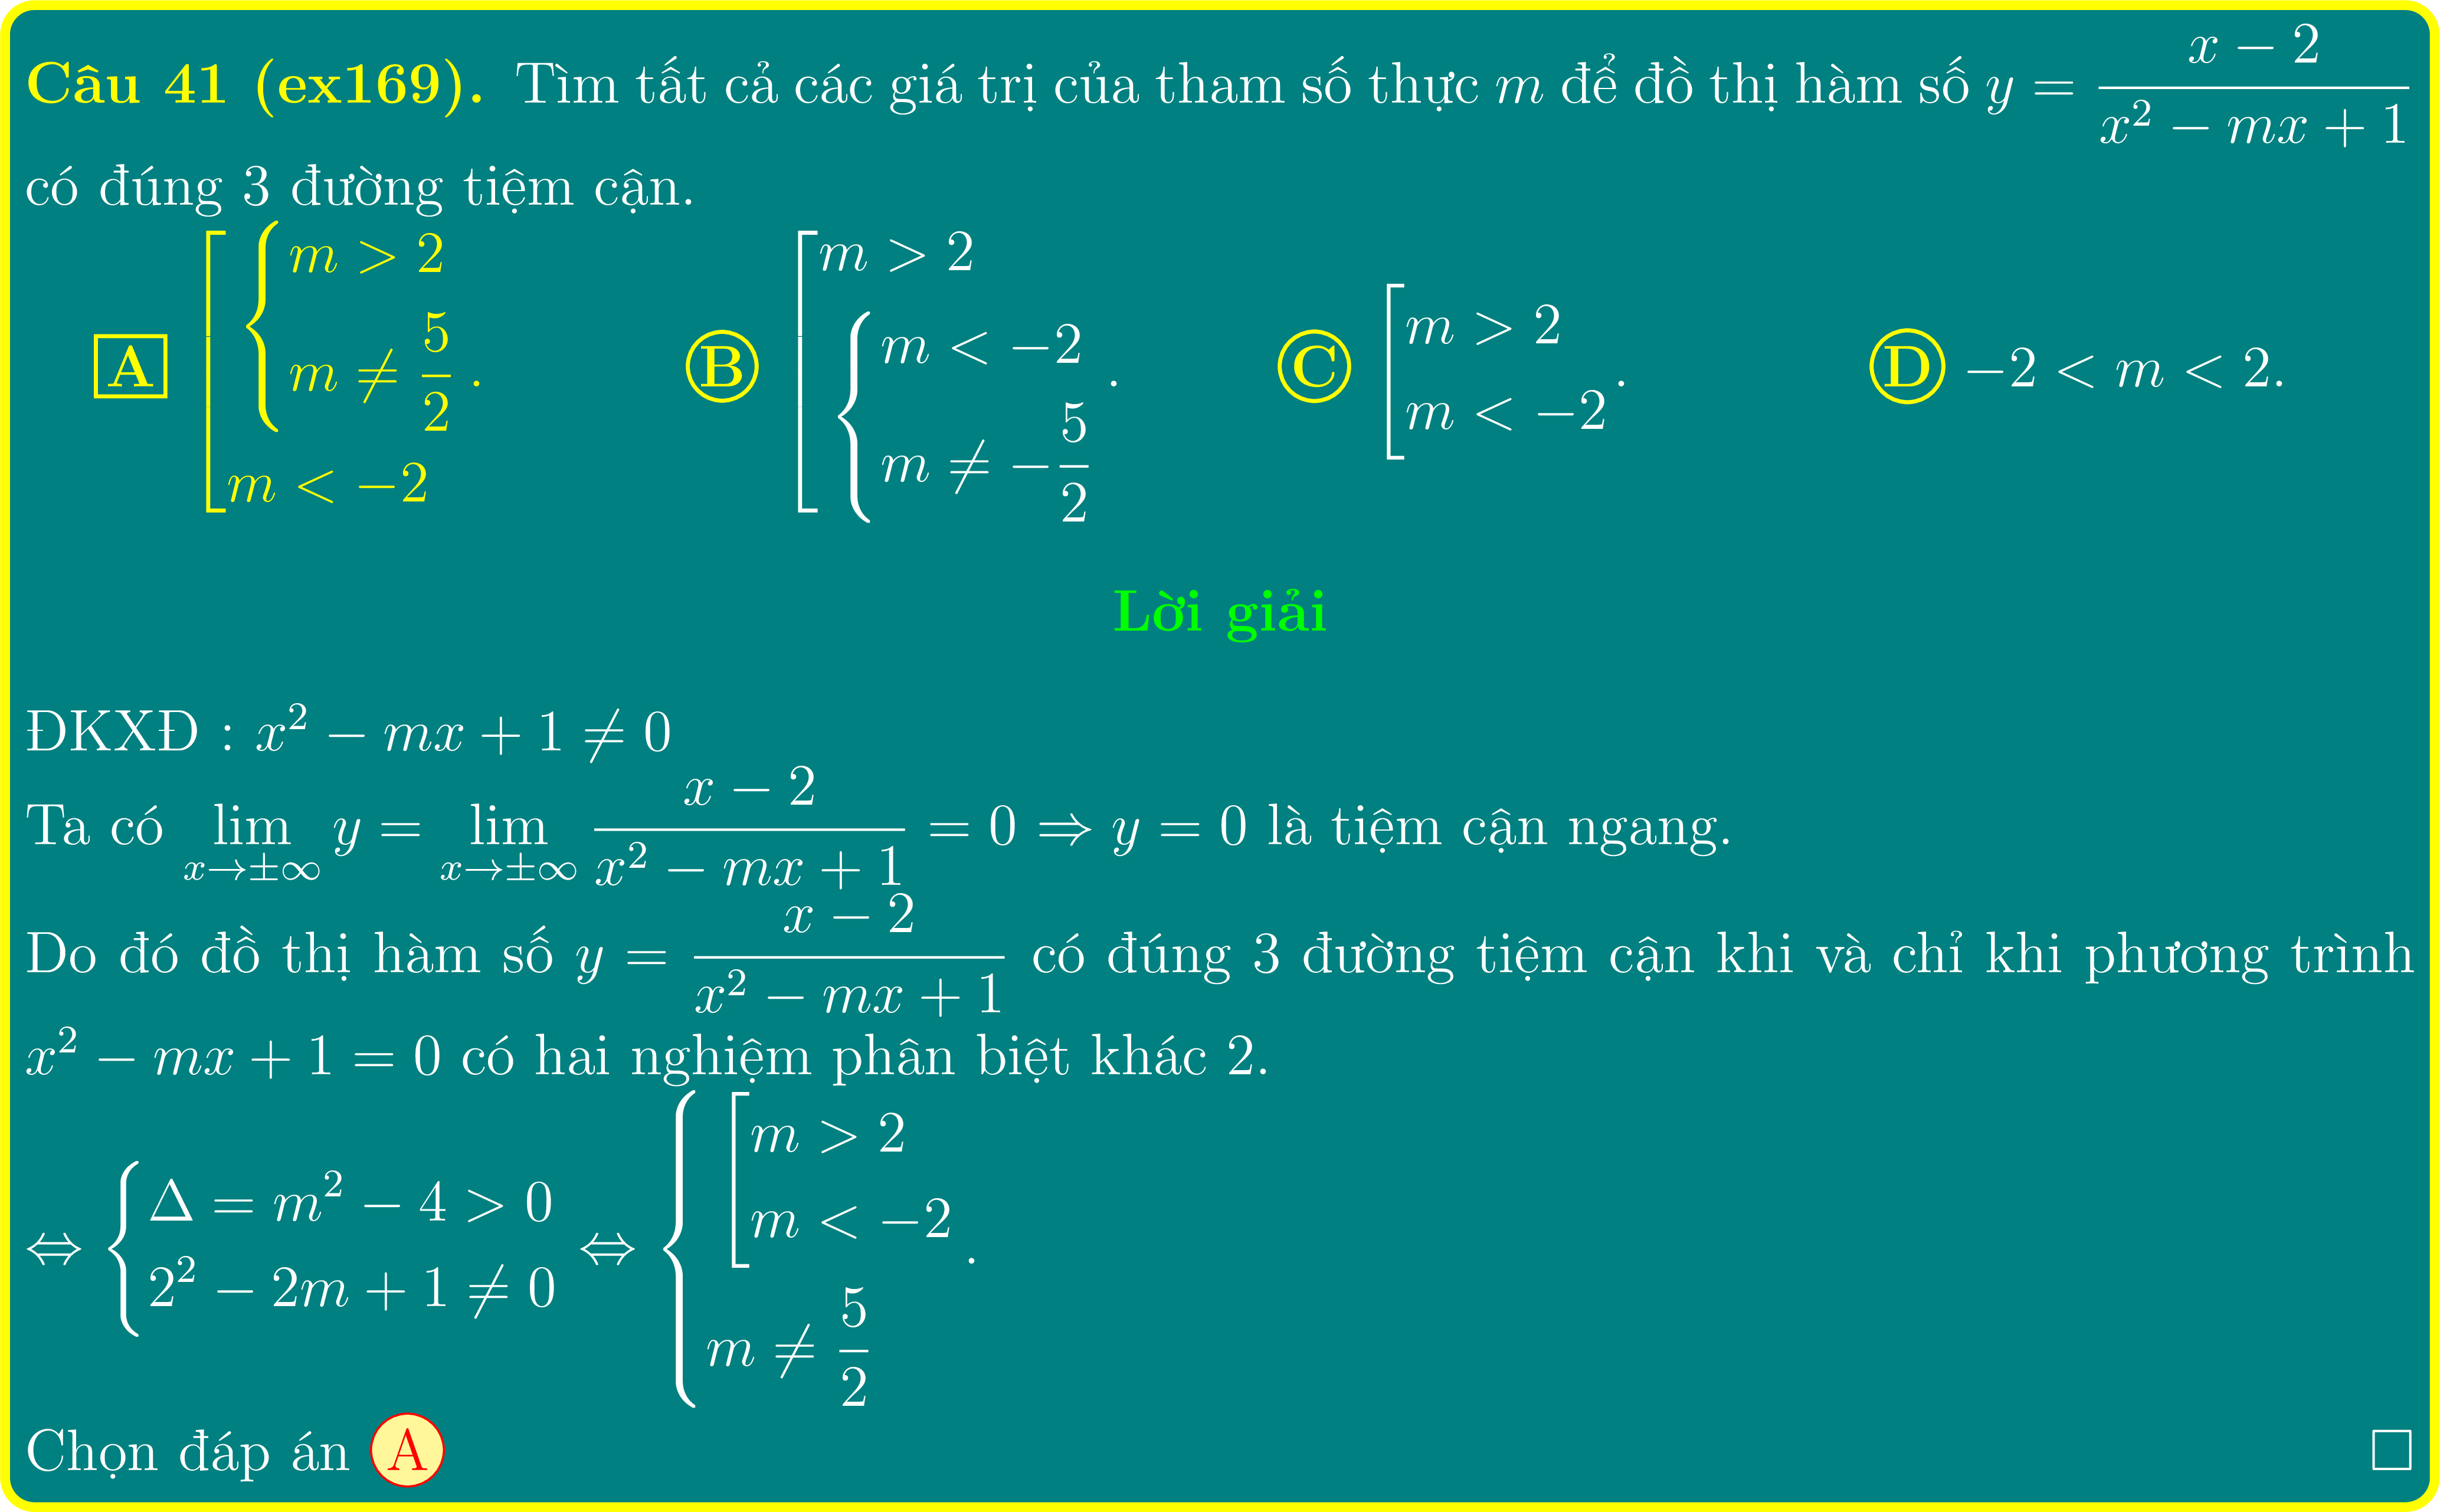 Câu 41 (ex169). Tìm tất cả các giá trị của tham số thực $m$ để đồ thị hàm số $y = \dfrac{x-2}{x^2-mx+1}$
có đúng 3 đường tiệm cận.
A $\left[\begin{array}{l}\begin{cases} m > 2 \\ m \neq \dfrac{5}{2} \end{cases} \\ m < -2\end{array}\right.$. B $\left[\begin{array}{l} m > 2 \\ \begin{cases} m < -2 \\ m \neq -\dfrac{5}{2} \end{cases}\end{array}\right.$. C $\left[\begin{array}{l} m > 2 \\ m < -2 \end{array}\right.$. D $-2 < m < 2$.
Lời giải
ĐKXĐ : $x^2 - mx + 1 \neq 0$
Ta có $\lim\limits_{x \to \pm\infty} y = \lim\limits_{x \to \pm\infty} \dfrac{x-2}{x^2-mx+1} = 0 \Rightarrow y = 0$ là tiệm cận ngang.
Do đó đồ thị hàm số $y = \dfrac{x-2}{x^2-mx+1}$ có đúng 3 đường tiệm cận khi và chỉ khi phương trình
$x^2 - mx + 1 = 0$ có hai nghiệm phân biệt khác 2.
$\Leftrightarrow \begin{cases} \Delta = m^2 - 4 > 0 \\ 2^2 - 2m + 1 \neq 0 \end{cases} \Leftrightarrow \begin{cases} \left[\begin{array}{l} m > 2 \\ m < -2 \end{array}\right. \\ m \neq \dfrac{5}{2} \end{cases}$.
Chọn đáp án A □